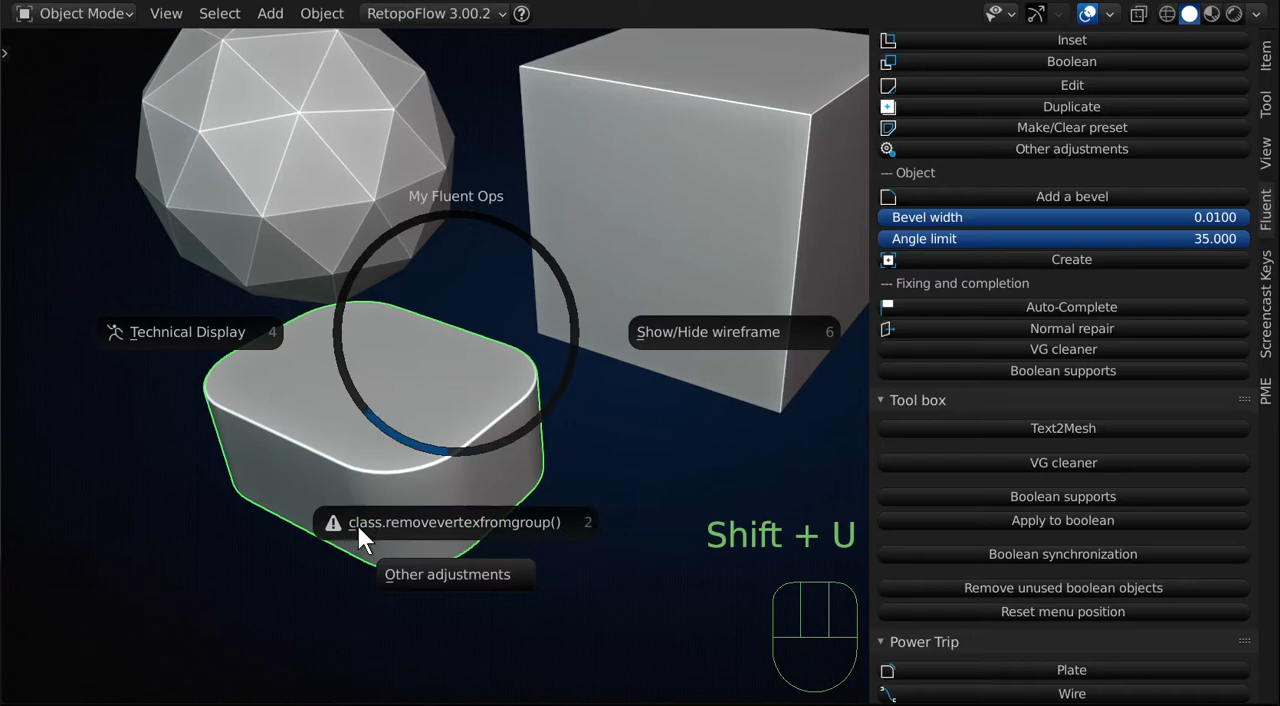 Object Mode View Select Add Object RetopoFlow 3.00.2
Inset
Boolean
Edit
Duplicate
Make/Clear preset
Other adjustments
--- Object
Add a bevel
Bevel width 0.0100
Angle limit 35.000
Create
--- Fixing and completion
Auto-Complete
Normal repair
VG cleaner
Boolean supports
Tool box
Text2Mesh
VG cleaner
Boolean supports
Apply to boolean
Boolean synchronization
Remove unused boolean objects
Reset menu position
Power Trip
Plate
Wire
Item
Tool
View
Fluent
Screencast Keys
PME
My Fluent Ops
Technical Display 4
Show/Hide wireframe 6
class.removevertexfromgroup() 2
Other adjustments
Shift + U